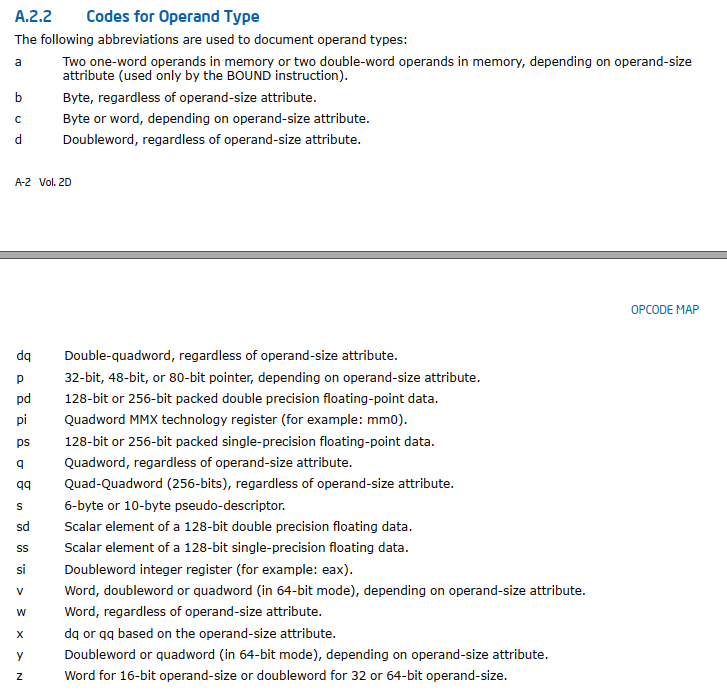 A.2.2 Codes for Operand Type
The following abbreviations are used to document operand types:
a Two one-word operands in memory or two double-word operands in memory, depending on operand-size
attribute (used only by the BOUND instruction).
b Byte, regardless of operand-size attribute.
c Byte or word, depending on operand-size attribute.
d Doubleword, regardless of operand-size attribute.
A-2 Vol. 2D
OPCODE MAP
dq Double-quadword, regardless of operand-size attribute.
p 32-bit, 48-bit, or 80-bit pointer, depending on operand-size attribute.
pd 128-bit or 256-bit packed double precision floating-point data.
pi Quadword MMX technology register (for example: mm0).
ps 128-bit or 256-bit packed single-precision floating-point data.
q Quadword, regardless of operand-size attribute.
qq Quad-Quadword (256-bits), regardless of operand-size attribute.
s 6-byte or 10-byte pseudo-descriptor.
sd Scalar element of a 128-bit double precision floating data.
ss Scalar element of a 128-bit single-precision floating data.
si Doubleword integer register (for example: eax).
v Word, doubleword or quadword (in 64-bit mode), depending on operand-size attribute.
w Word, regardless of operand-size attribute.
x dq or qq based on the operand-size attribute.
y Doubleword or quadword (in 64-bit mode), depending on operand-size attribute.
z Word for 16-bit operand-size or doubleword for 32 or 64-bit operand-size.